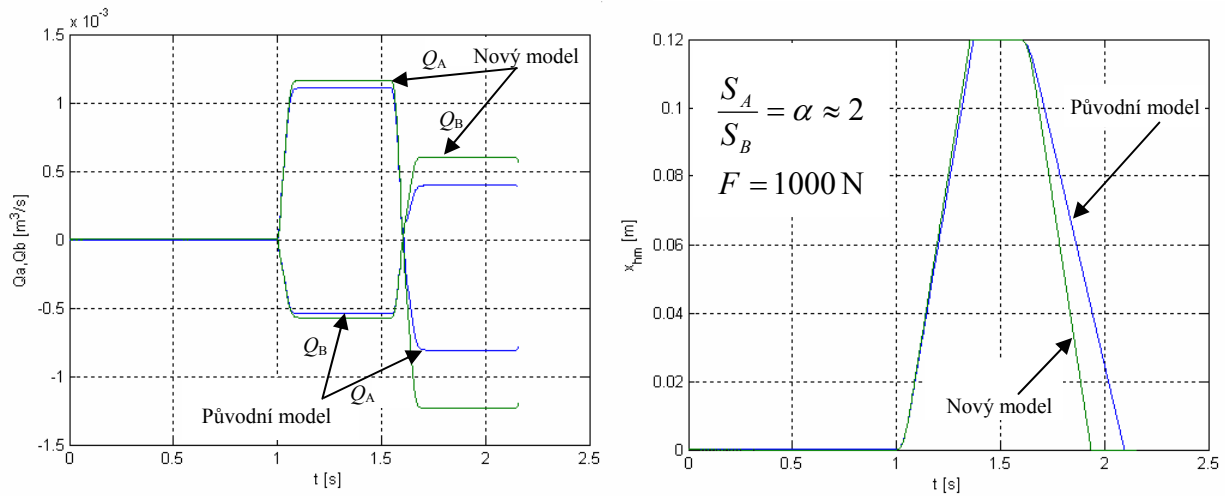 x 10⁻³
1.5
1
0.5
0
-0.5
-1
-1.5
Qa,Qb [m³/s]
0
0.5
1
1.5
2
2.5
t [s]
Q_A
Nový model
Q_B
Q_B
Q_A
Původní model
0.12
0.1
0.08
0.06
0.04
0.02
0
x_hm [m]
0
0.5
1
1.5
2
2.5
t [s]
S_A / S_B = α ≈ 2
F = 1000 N
Původní model
Nový model